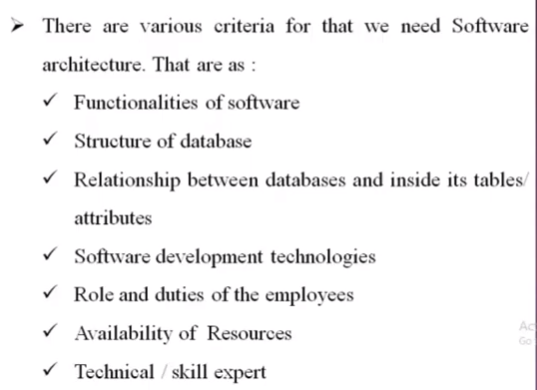 ➤ There are various criteria for that we need Software
architecture. That are as :
✓ Functionalities of software
✓ Structure of database
✓ Relationship between databases and inside its tables/
attributes
✓ Software development technologies
✓ Role and duties of the employees
✓ Availability of Resources
✓ Technical / skill expert
Ac
Go